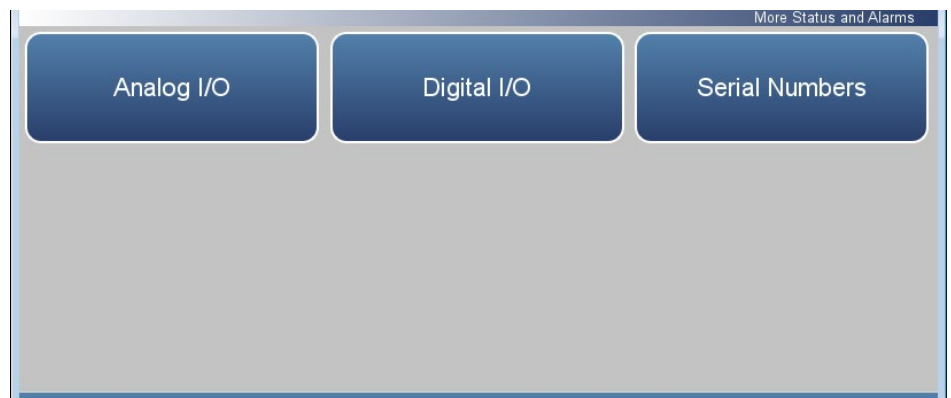 More Status and Alarms
Analog I/O
Digital I/O
Serial Numbers